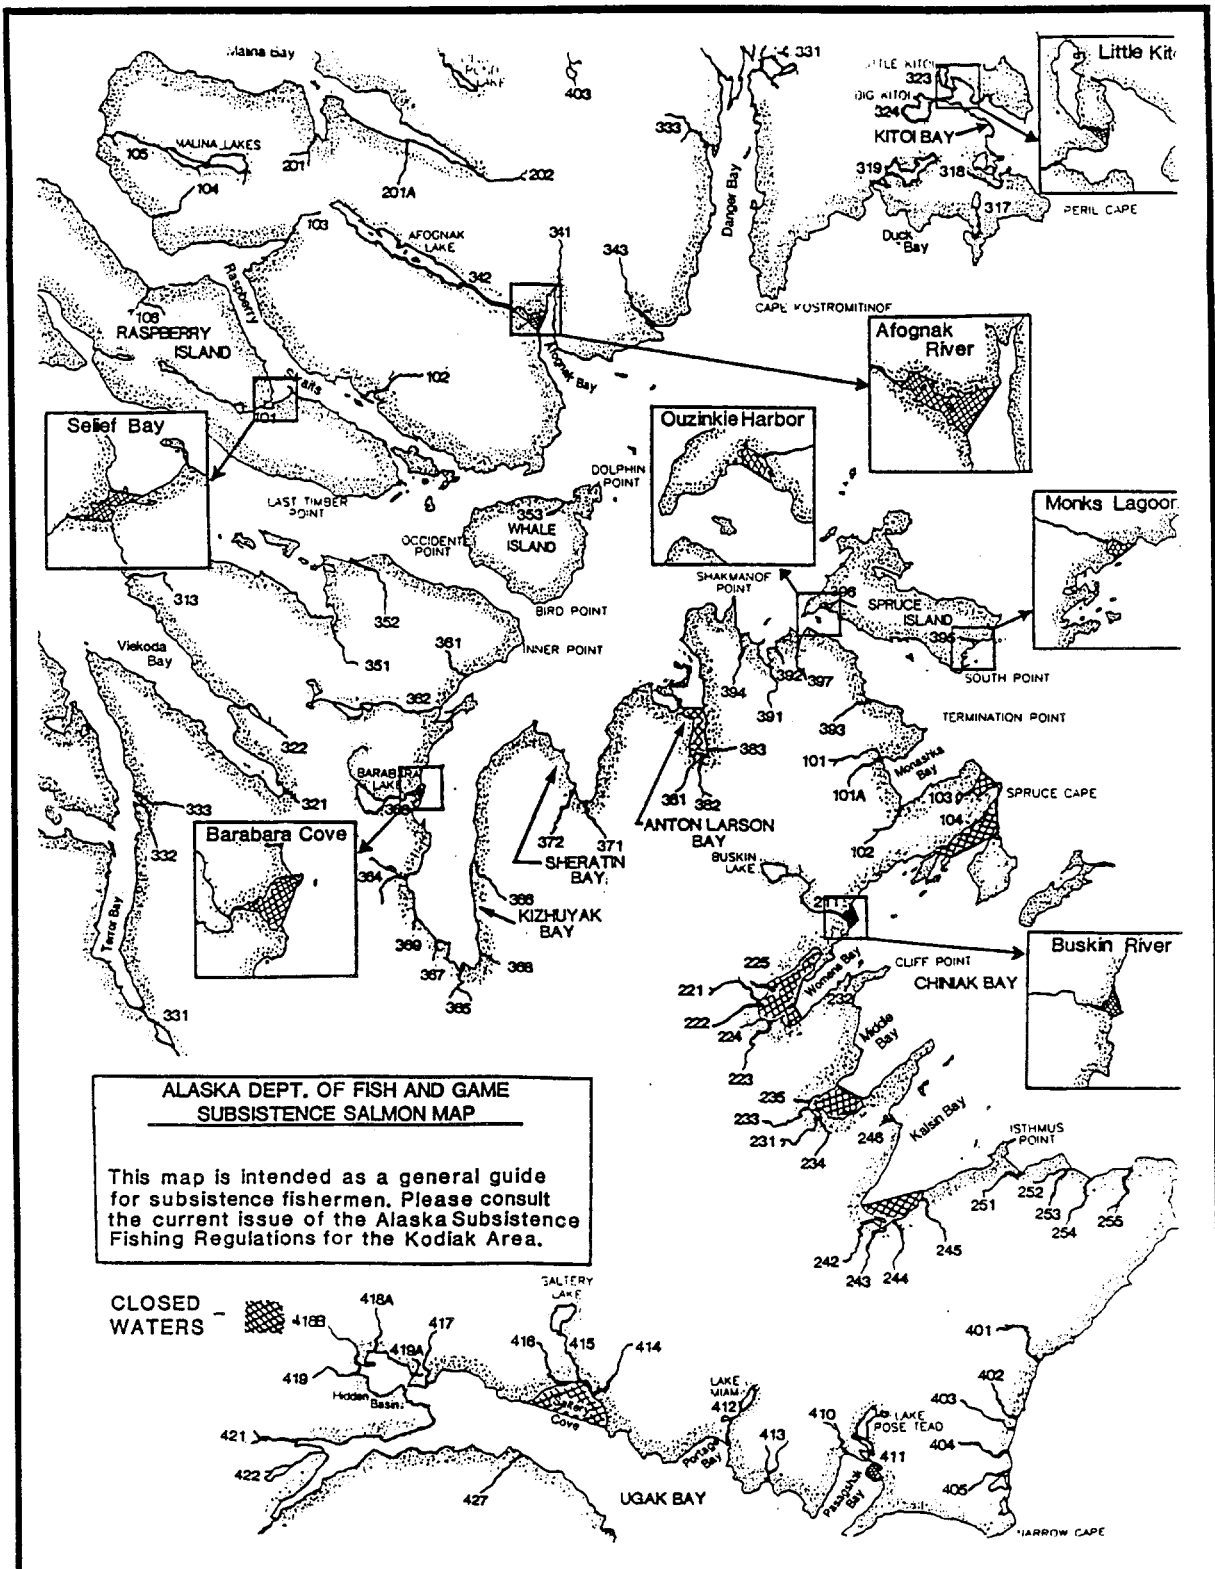 Malina Bay
LAKE
403
331
LITTLE KITOI
323
BIG KITOI
324
KITOI BAY
Little Kit
333
105
MALINA LAKES
104
201
201A
202
319
318
317
PERIL CAPE
Danger Bay
Duck Bay
103
AFOGNAK LAKE
341
343
342
Raspberry
Straits
CAPE KOSTROMITINOF
106
RASPBERRY ISLAND
Afognak Bay
Afognak River
102
101
Selief Bay
Ouzinkie Harbor
DOLPHIN POINT
LAST TIMBER POINT
353
WHALE ISLAND
OCCIDENT POINT
Monks Lagoon
SHAKMANOF POINT
396
SPRUCE ISLAND
395
313
352
BIRD POINT
Viekoda Bay
351
361
INNER POINT
SOUTH POINT
394
392
397
391
362
393
TERMINATION POINT
322
383
101
Monashka Bay
BARABARA LAKE
321
333
381
382
101A
103
SPRUCE CAPE
104
Barabara Cove
332
372
371
ANTON LARSON BAY
SHERATIN BAY
102
BUSKIN LAKE
364
366
KIZHUYAK BAY
211
Terror Bay
369
367
368
365
225
Womens Bay
CLIFF POINT
CHINIAK BAY
Buskin River
221
222
224
232
223
Middle Bay
331
235
233
231
234
246
Kalsin Bay
ISTHMUS POINT
251
252
253
254
255
242
243
244
245
ALASKA DEPT. OF FISH AND GAME
SUBSISTENCE SALMON MAP
This map is intended as a general guide
for subsistence fishermen. Please consult
the current issue of the Alaska Subsistence
Fishing Regulations for the Kodiak Area.
CLOSED
WATERS -
SALTERY LAKE
418A
418B
417
416
415
414
419A
419
Hidden Basin
Saltery Cove
LAKE MIAM
412
410
LAKE ROSE TEAD
401
402
403
404
405
411
413
421
422
427
Portage Bay
UGAK BAY
Pasagshak Bay
NARROW CAPE